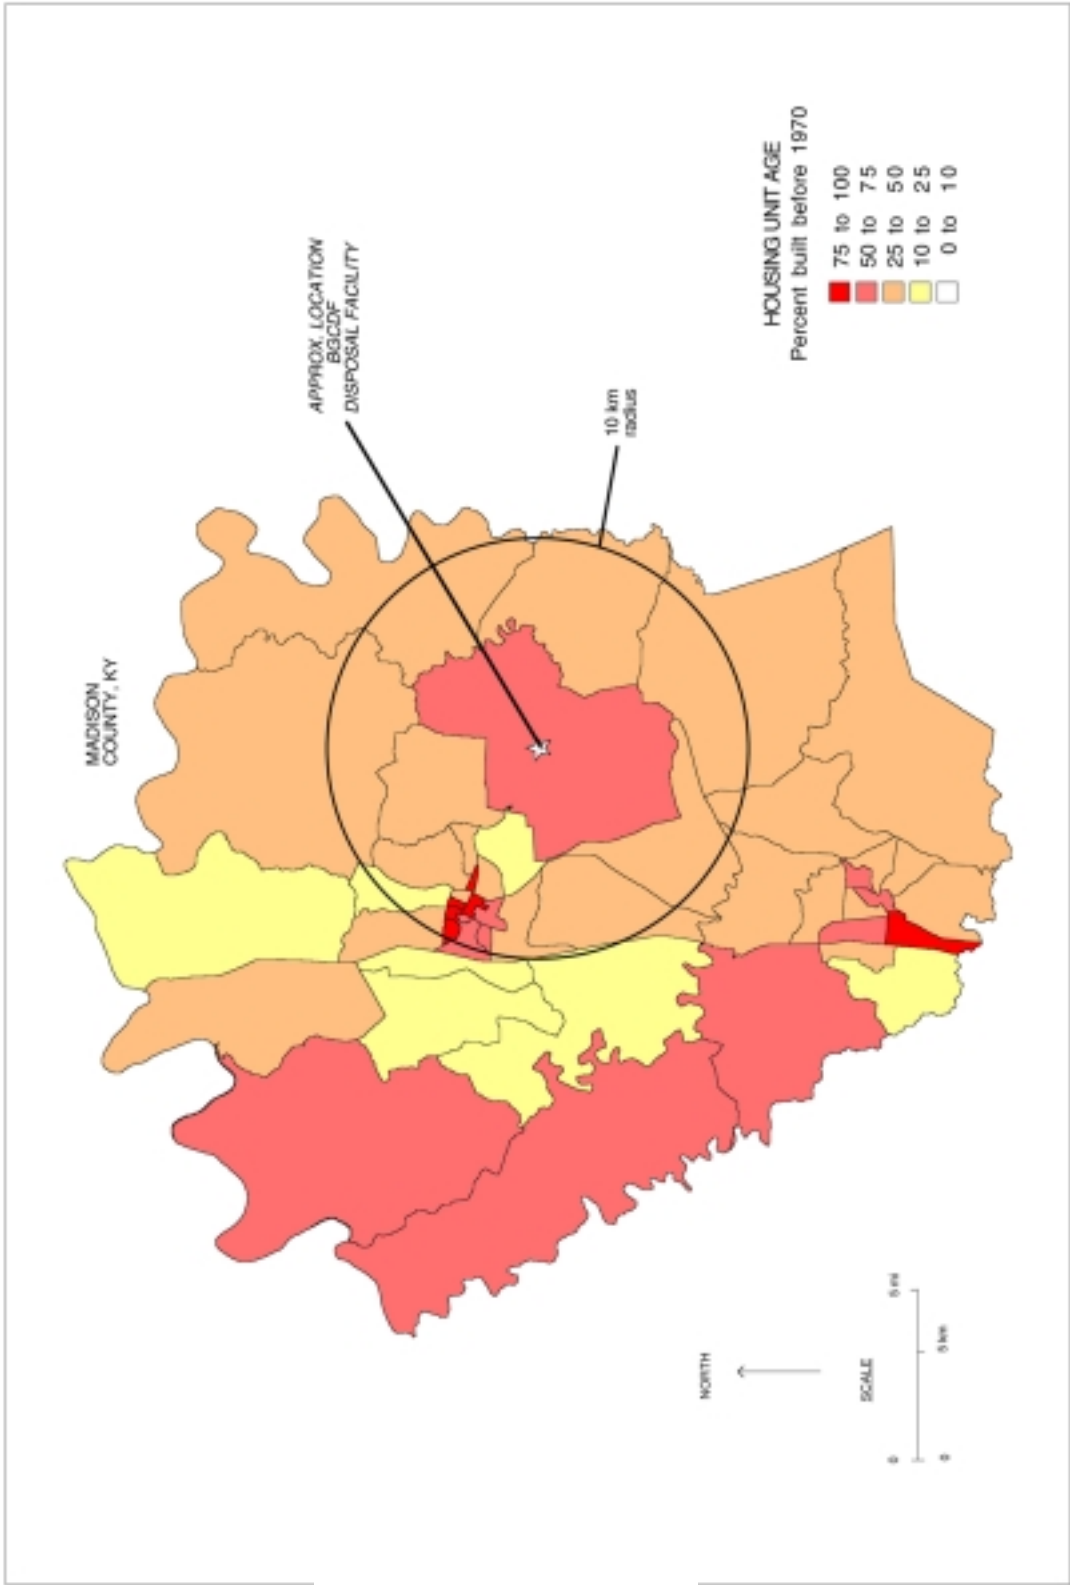 MADISON
COUNTY, KY
APPROX. LOCATION
BGCDF
DISPOSAL FACILITY
10 km
radius
HOUSING UNIT AGE
Percent built before 1970
75 to 100
50 to 75
25 to 50
10 to 25
0 to 10
NORTH
SCALE
0 5 mi
0 5 km